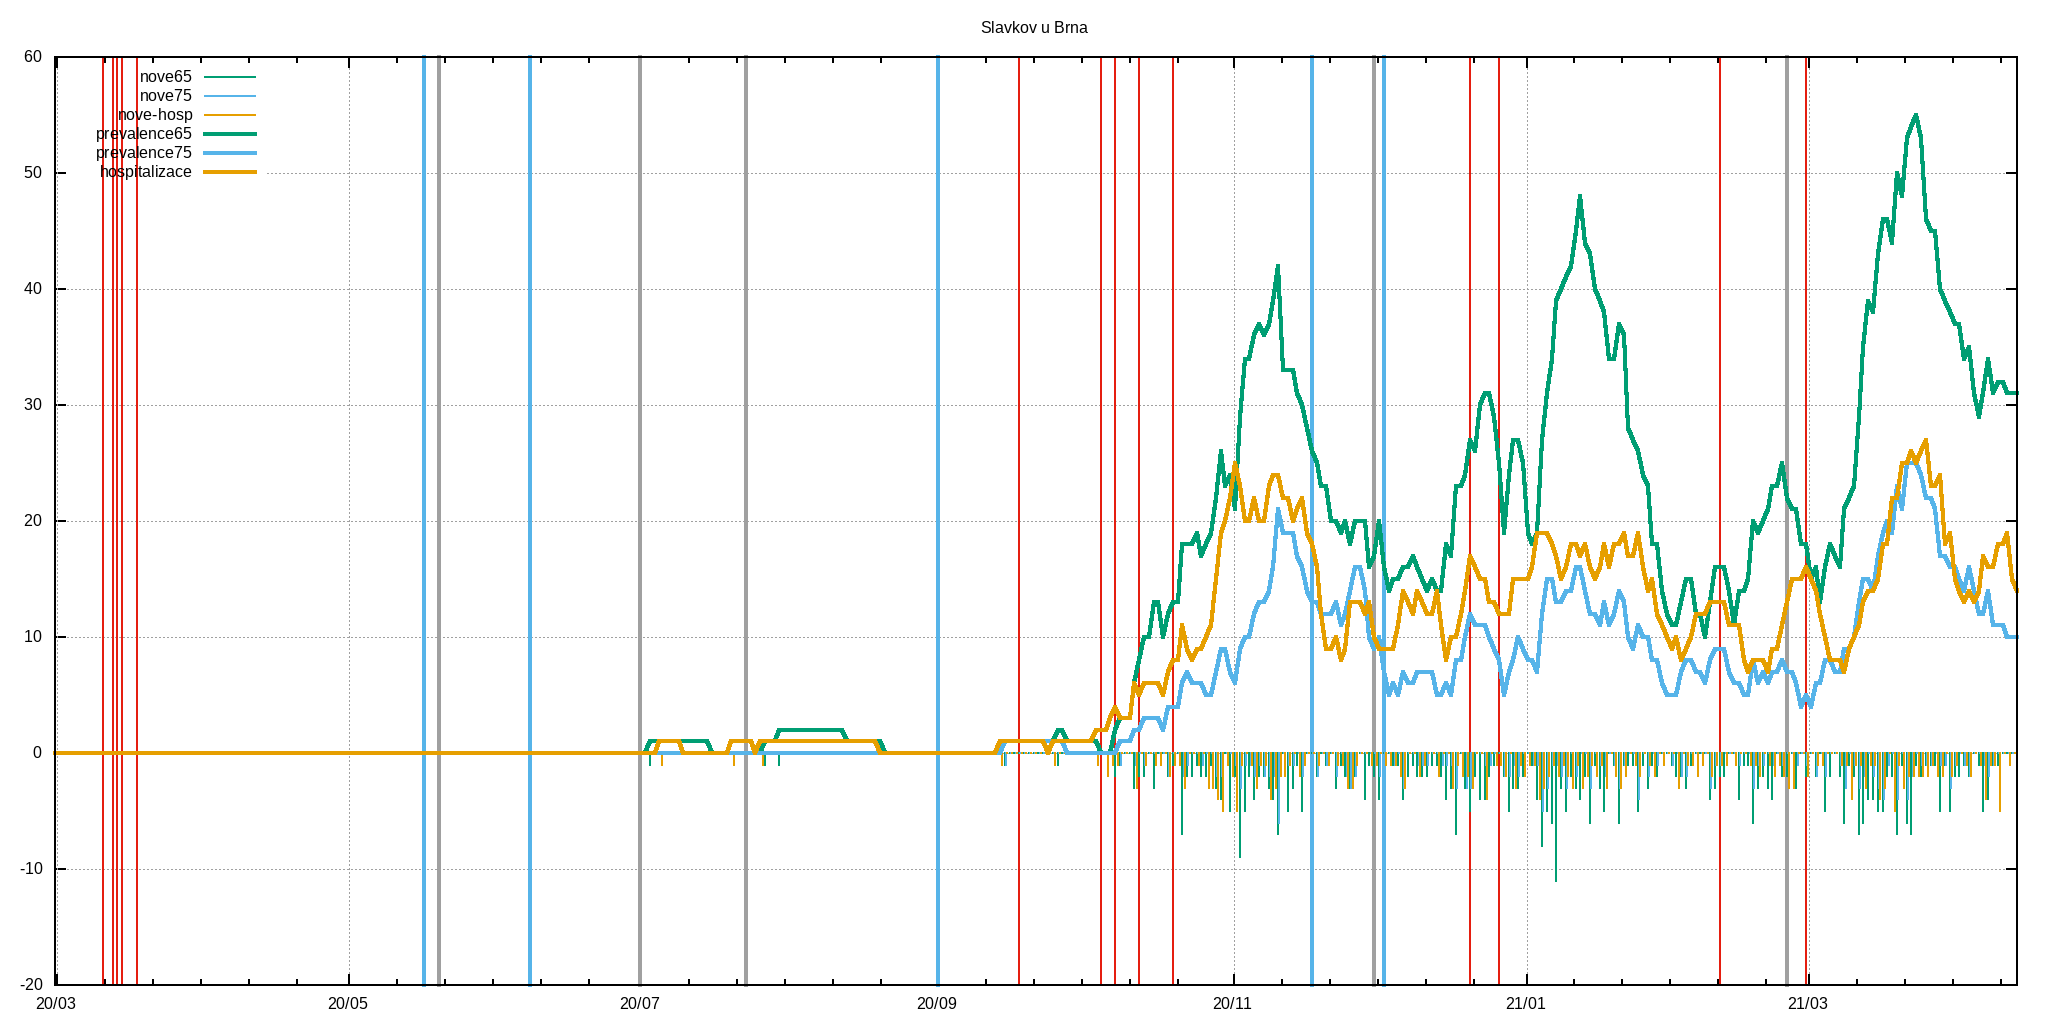 Slavkov u Brna
60
50
40
30
20
10
0
-10
-20
nove65
nove75
nove-hosp
prevalence65
prevalence75
hospitalizace
20/03 20/05 20/07 20/09 20/11 21/01 21/03